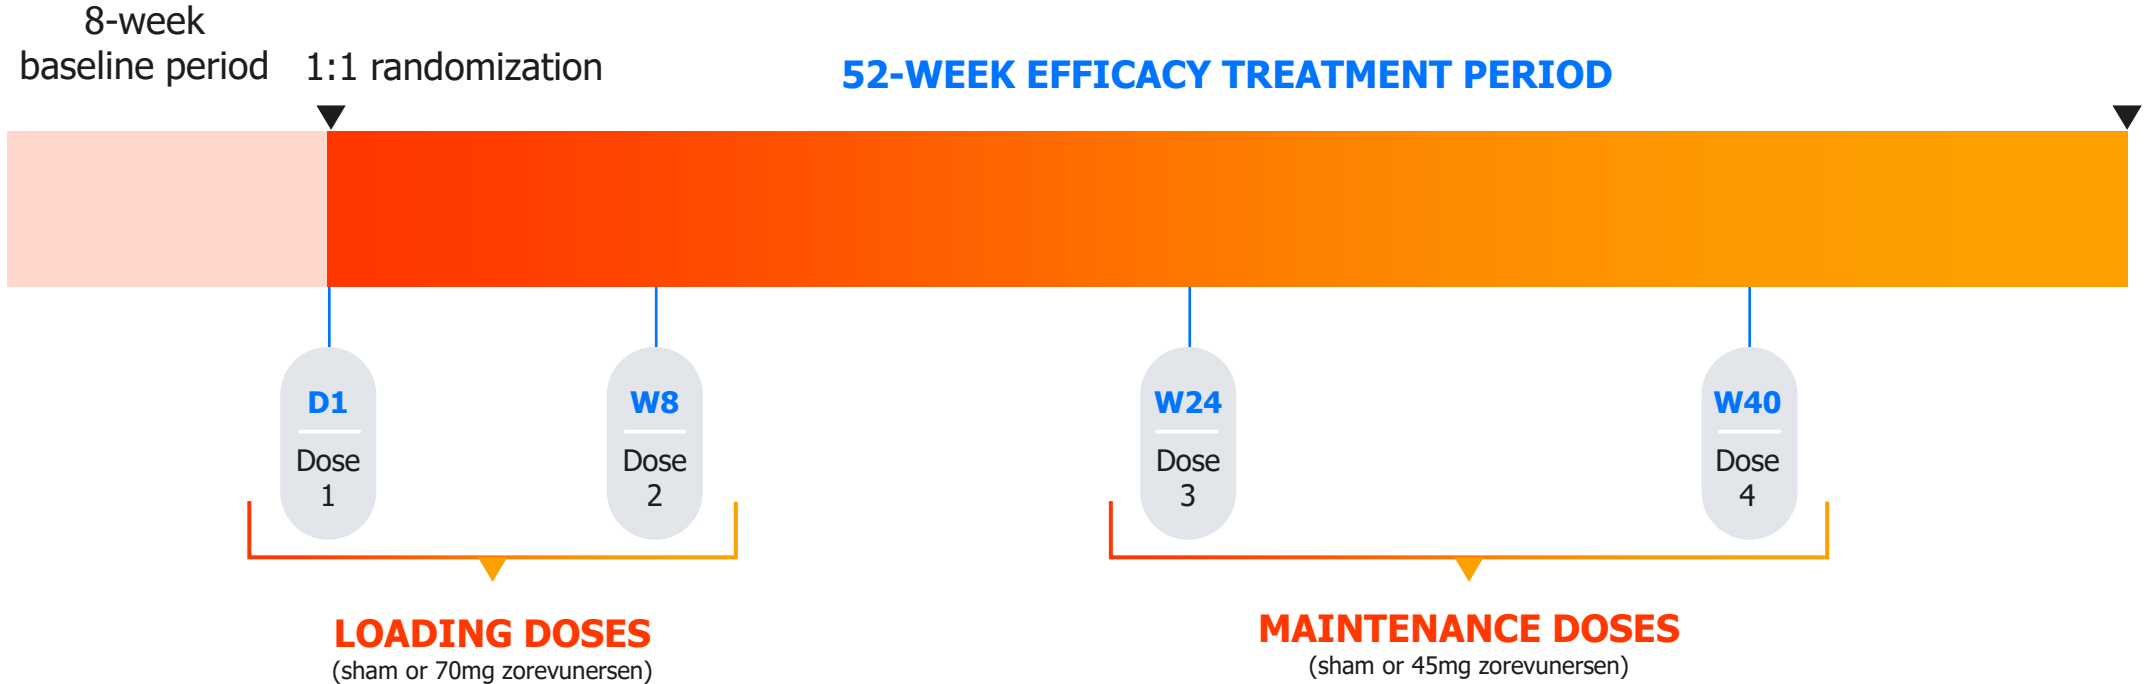 8-week
baseline period
1:1 randomization
52-WEEK EFFICACY TREATMENT PERIOD
D1
Dose
1
W8
Dose
2
W24
Dose
3
W40
Dose
4
LOADING DOSES
(sham or 70mg zorevunersen)
MAINTENANCE DOSES
(sham or 45mg zorevunersen)